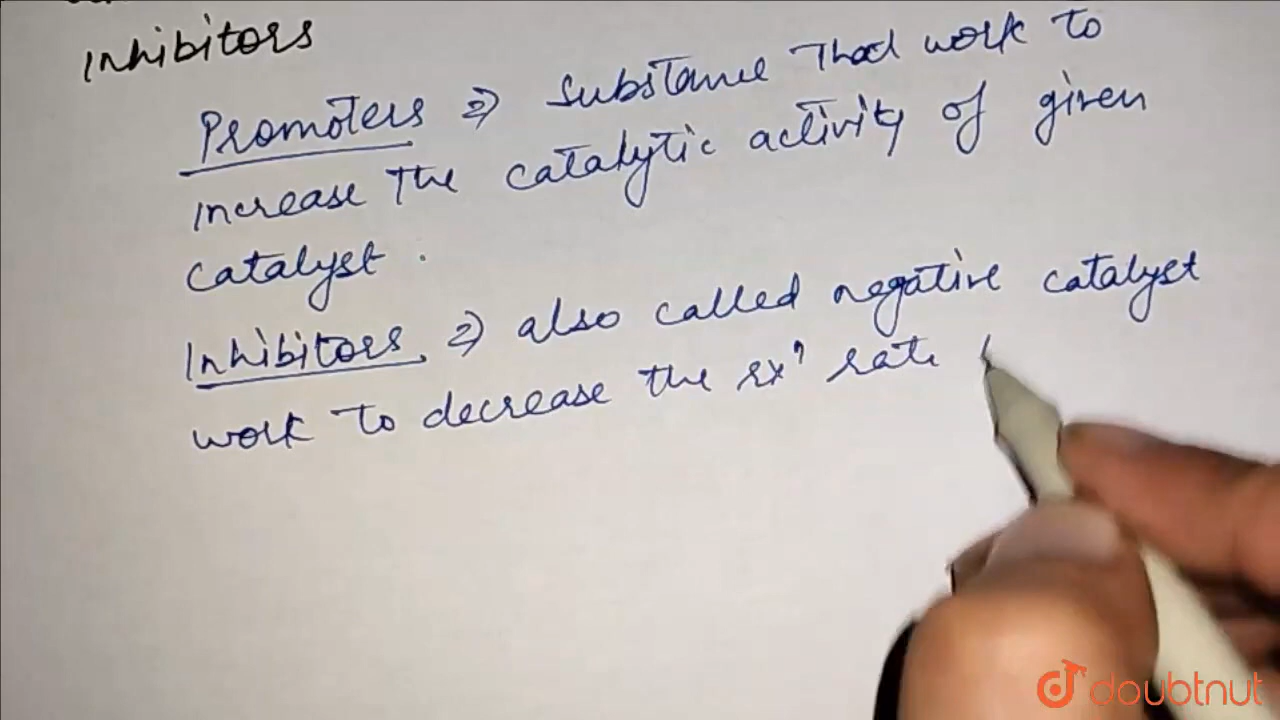 Inhibitors
Promoters ⇒ Substance that work to
increase the catalytic activity of given
catalyst.
Inhibitors ⇒ also called negative catalyst
work to decrease the rxⁿ rate
doubtnut